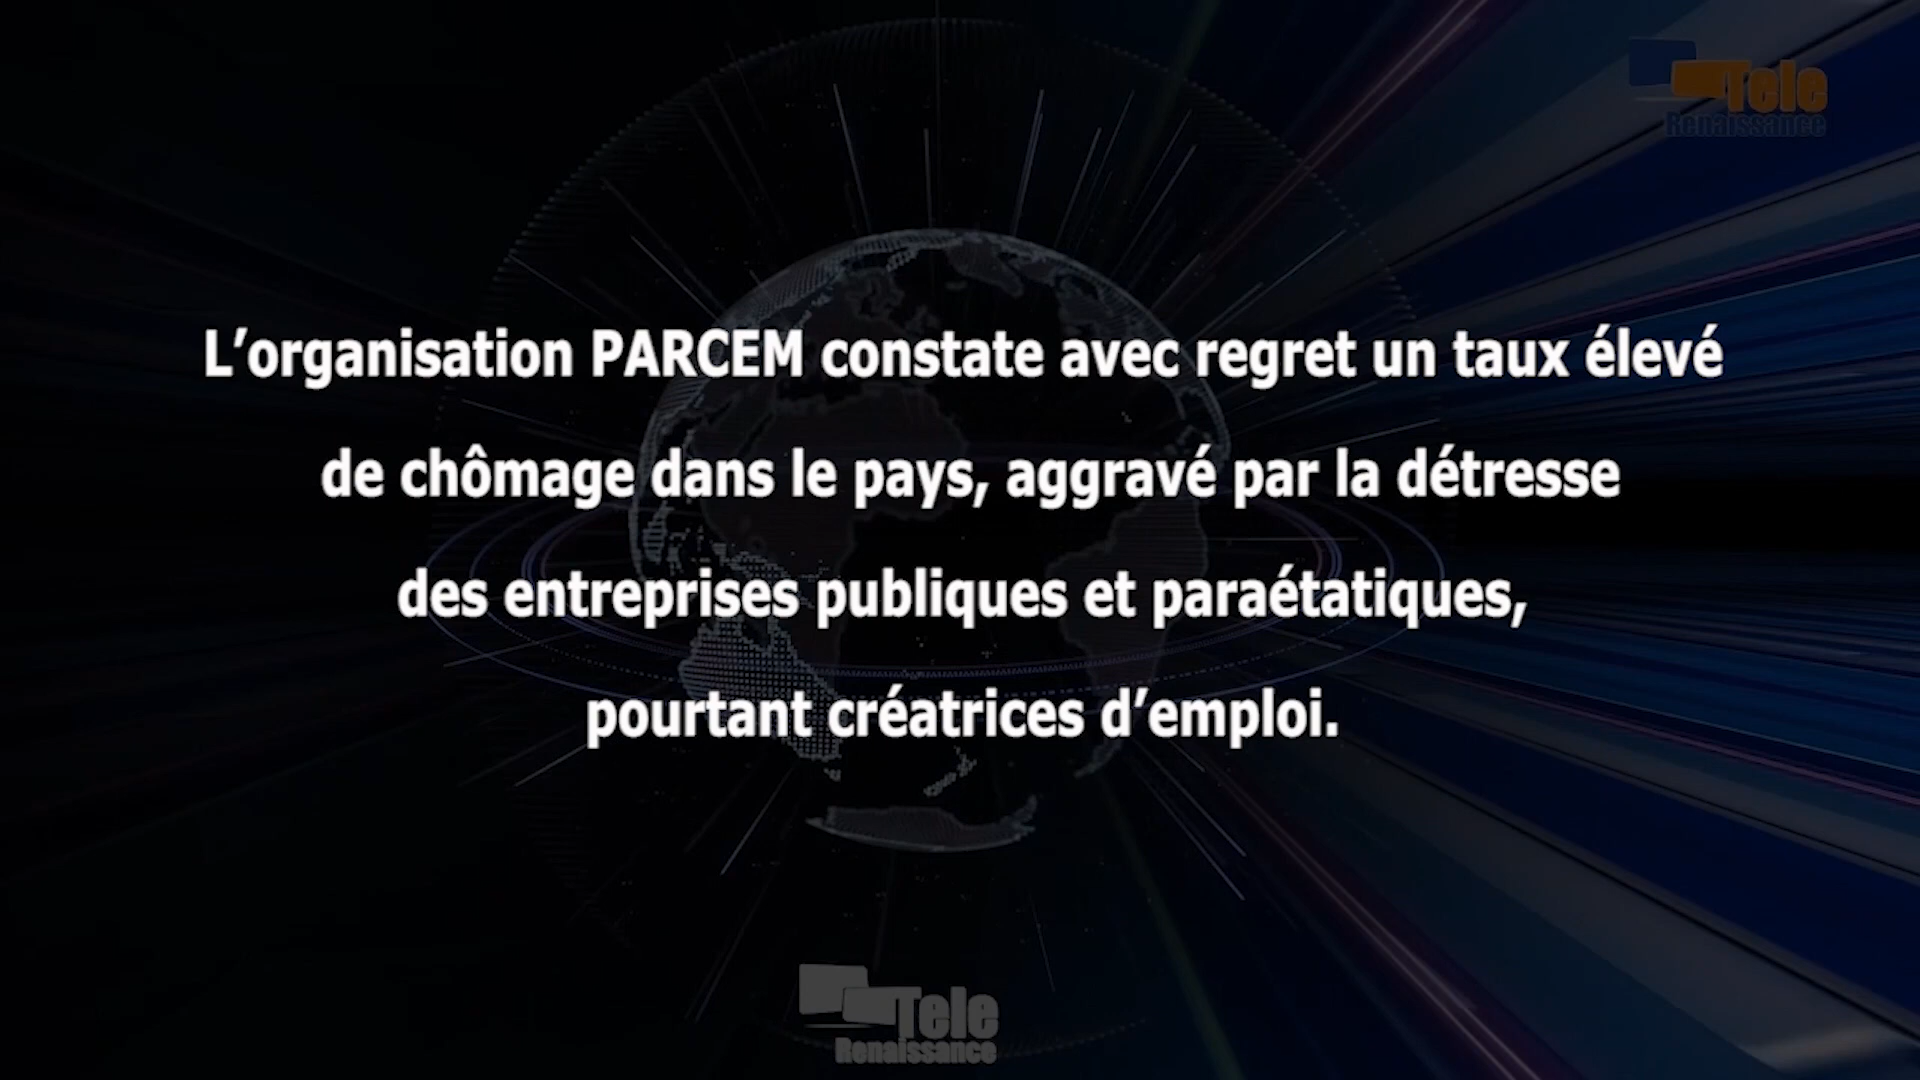 Tele
Renaissance
L’organisation PARCEM constate avec regret un taux élevé
de chômage dans le pays, aggravé par la détresse
des entreprises publiques et paraétatiques,
pourtant créatrices d’emploi.
Tele
Renaissance